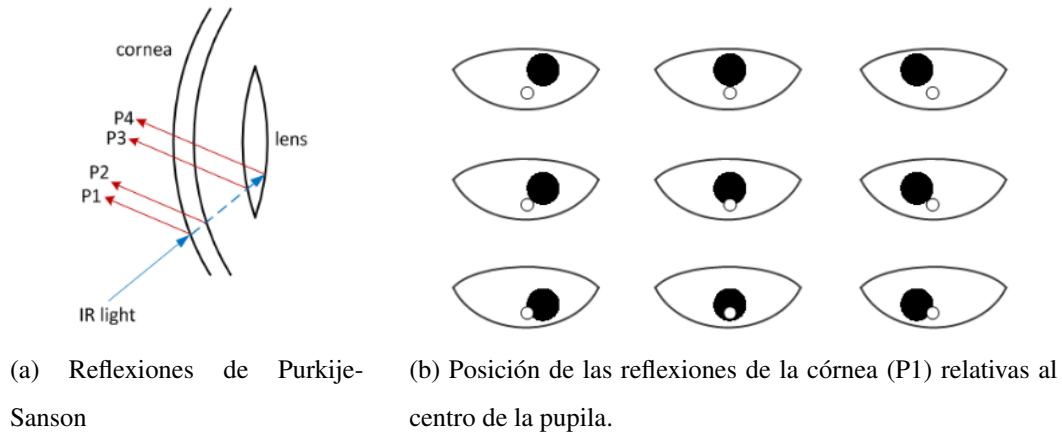 cornea
P4
P3
lens
P2
P1
IR light
(a) Reflexiones de Purkije-
Sanson
(b) Posición de las reflexiones de la córnea (P1) relativas al
centro de la pupila.